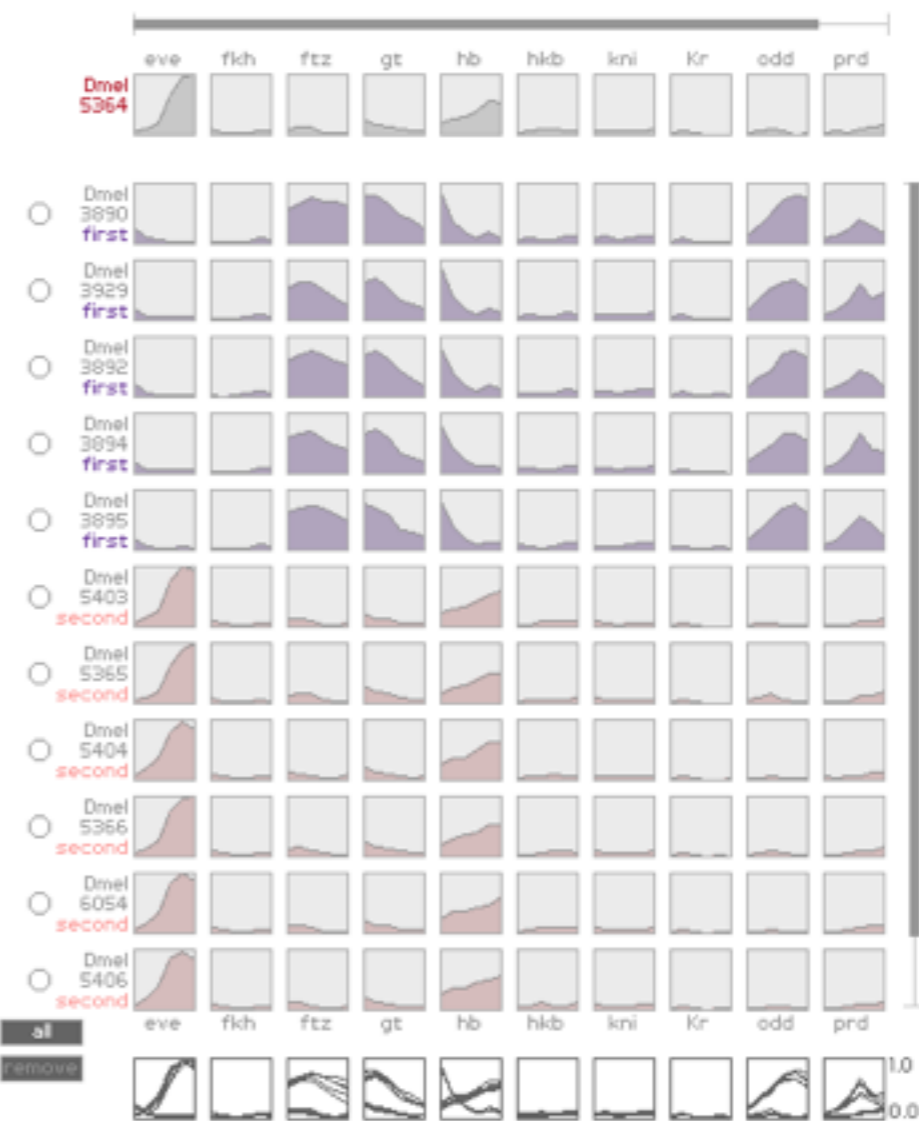 eve fkh ftz gt hb hkb kni Kr odd prd
Dmel
5364
Dmel
3890
first
Dmel
3929
first
Dmel
3892
first
Dmel
3894
first
Dmel
3895
first
Dmel
5403
second
Dmel
5365
second
Dmel
5404
second
Dmel
5366
second
Dmel
6054
second
Dmel
5406
second
eve fkh ftz gt hb hkb kni Kr odd prd
all
remove
1.0
0.0